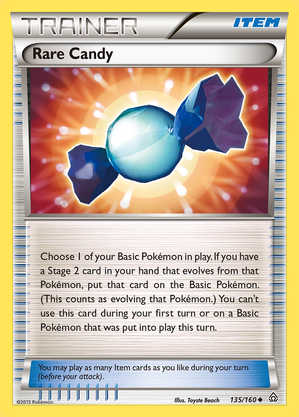 TRAINER ITEM
Rare Candy
Choose 1 of your Basic Pokémon in play. If you
have a Stage 2 card in your hand that evolves from that
Pokémon, put that card on the Basic Pokémon.
(This counts as evolving that Pokémon.) You can't
use this card during your first turn or on a Basic
Pokémon that was put into play this turn.
You may play as many Item cards as you like during your turn
(before your attack).
©2015 Pokémon
Illus. Toyste Beach 135/160